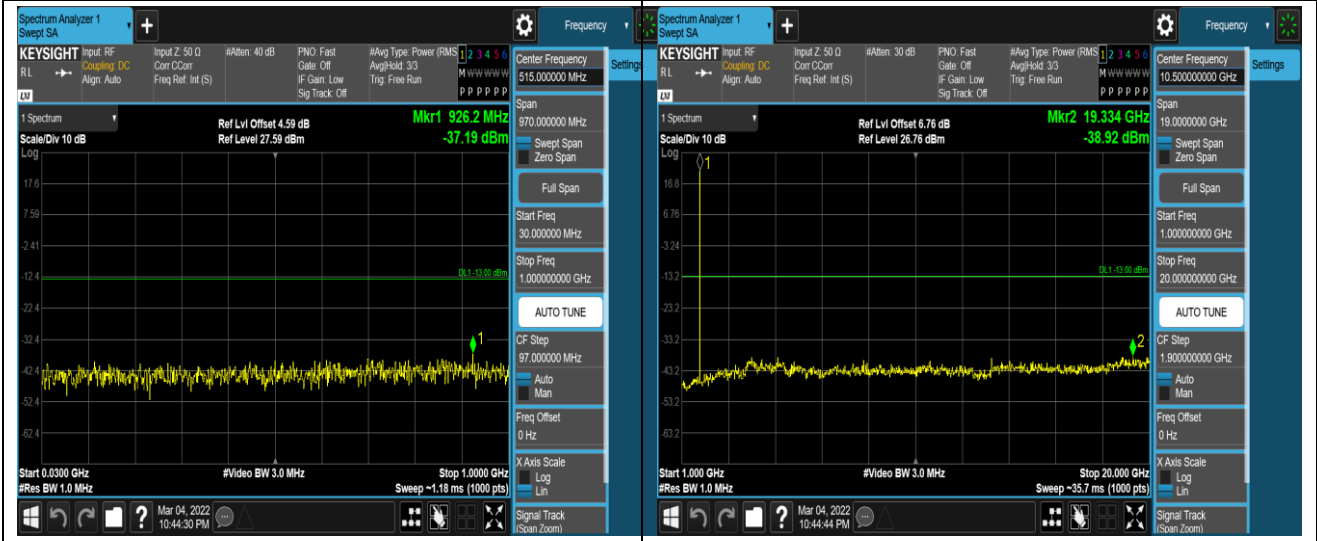 Spectrum Analyzer 1
Swept SA
+
Frequency
KEYSIGHT
RL
LXI
Input: RF
Coupling: DC
Align: Auto
Input Z: 50 Ω
Corr CCorr
Freq Ref: Int (S)
#Atten: 40 dB
PNO: Fast
Gate: Off
IF Gain: Low
Sig Track: Off
#Avg Type: Power (RMS
Avg|Hold: 3/3
Trig: Free Run
1 2 3 4 5 6
M W W W W W
P P P P P P
Center Frequency
515.000000 MHz
Settings
1 Spectrum
Scale/Div 10 dB
Log
Ref Lvl Offset 4.59 dB
Ref Level 27.59 dBm
Mkr1 926.2 MHz
-37.19 dBm
Span
970.000000 MHz
Swept Span
Zero Span
Full Span
Start Freq
30.000000 MHz
Stop Freq
1.000000000 GHz
AUTO TUNE
CF Step
97.000000 MHz
Auto
Man
Freq Offset
0 Hz
X Axis Scale
Log
Lin
Signal Track
(Span Zoom)
17.6
7.59
-2.41
-12.4
DL1 -13.00 dBm
-22.4
-32.4
1
-42.4
-52.4
-62.4
Start 0.0300 GHz
#Res BW 1.0 MHz
#Video BW 3.0 MHz
Stop 1.0000 GHz
Sweep ~1.18 ms (1000 pts)
?
Mar 04, 2022
10:44:30 PM
Spectrum Analyzer 1
Swept SA
+
Frequency
KEYSIGHT
RL
LXI
Input: RF
Coupling: DC
Align: Auto
Input Z: 50 Ω
Corr CCorr
Freq Ref: Int (S)
#Atten: 30 dB
PNO: Fast
Gate: Off
IF Gain: Low
Sig Track: Off
#Avg Type: Power (RMS
Avg|Hold: 3/3
Trig: Free Run
1 2 3 4 5 6
M W W W W W
P P P P P P
Center Frequency
10.500000000 GHz
Settings
1 Spectrum
Scale/Div 10 dB
Log
Ref Lvl Offset 6.76 dB
Ref Level 26.76 dBm
Mkr2 19.334 GHz
-38.92 dBm
Span
19.0000000 GHz
Swept Span
Zero Span
Full Span
Start Freq
1.000000000 GHz
Stop Freq
20.000000000 GHz
AUTO TUNE
CF Step
1.900000000 GHz
Auto
Man
Freq Offset
0 Hz
X Axis Scale
Log
Lin
Signal Track
(Span Zoom)
1
16.8
6.76
-3.24
-13.2
DL1 -13.00 dBm
-23.2
-33.2
2
-43.2
-53.2
-63.2
Start 1.000 GHz
#Res BW 1.0 MHz
#Video BW 3.0 MHz
Stop 20.000 GHz
Sweep ~35.7 ms (1000 pts)
?
Mar 04, 2022
10:44:44 PM